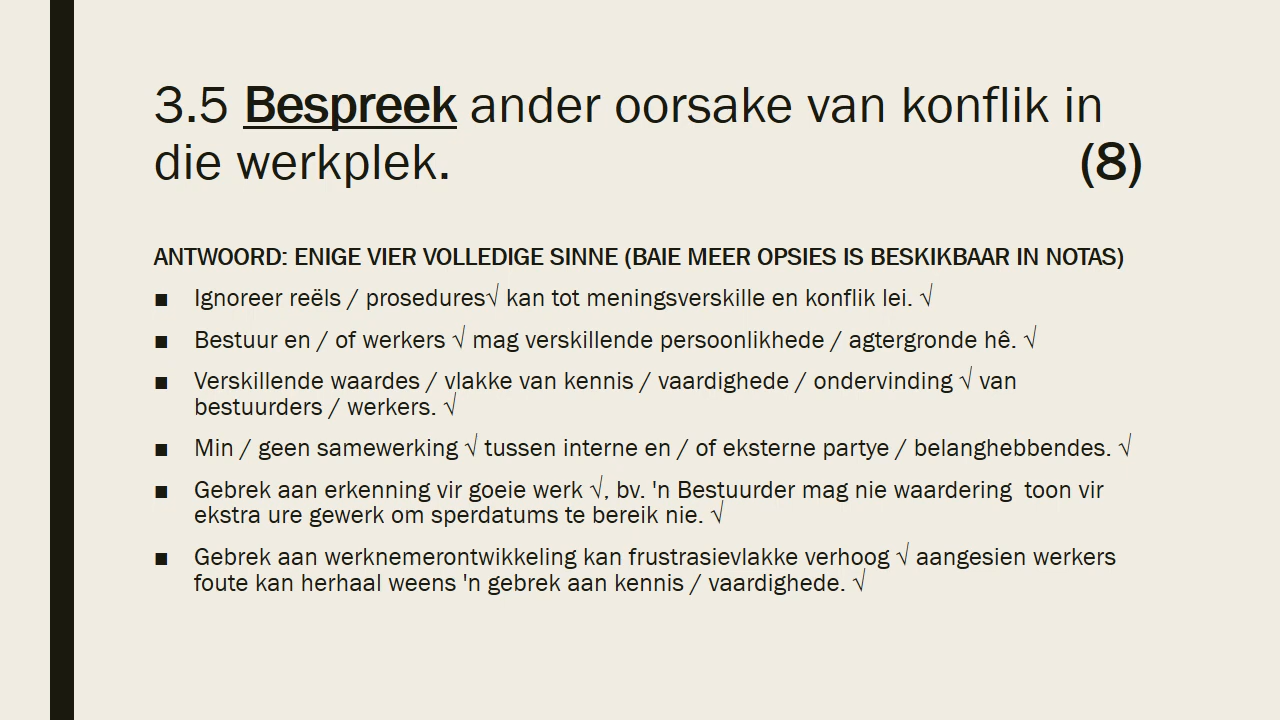 3.5 Bespreek ander oorsake van konflik in
die werkplek. (8)
ANTWOORD: ENIGE VIER VOLLEDIGE SINNE (BAIE MEER OPSIES IS BESKIKBAAR IN NOTAS)
▪ Ignoreer reëls / prosedures√ kan tot meningsverskille en konflik lei. √
▪ Bestuur en / of werkers √ mag verskillende persoonlikhede / agtergronde hê. √
▪ Verskillende waardes / vlakke van kennis / vaardighede / ondervinding √ van
bestuurders / werkers. √
▪ Min / geen samewerking √ tussen interne en / of eksterne partye / belanghebbendes. √
▪ Gebrek aan erkenning vir goeie werk √, bv. 'n Bestuurder mag nie waardering  toon vir
ekstra ure gewerk om sperdatums te bereik nie. √
▪ Gebrek aan werknemerontwikkeling kan frustrasievlakke verhoog √ aangesien werkers
foute kan herhaal weens 'n gebrek aan kennis / vaardighede. √